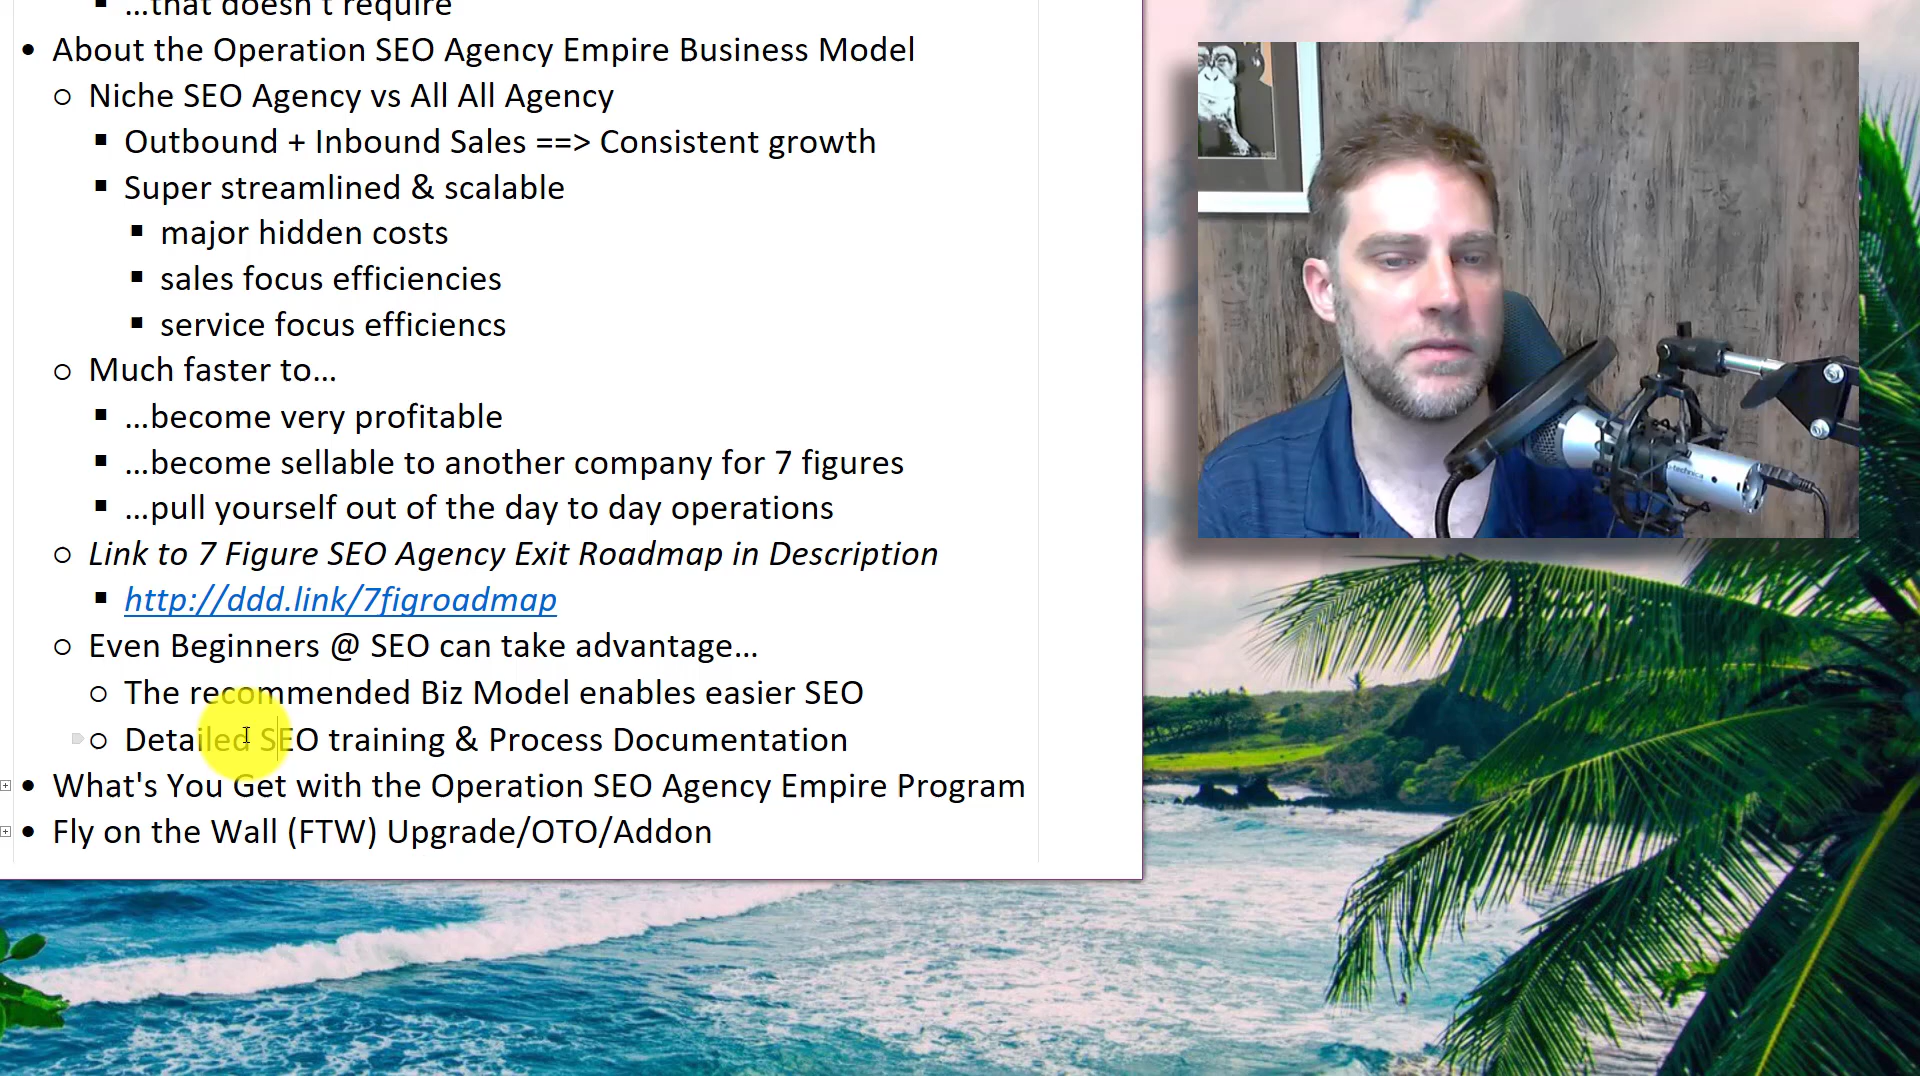 ...that doesn't require
About the Operation SEO Agency Empire Business Model
Niche SEO Agency vs All All Agency
Outbound + Inbound Sales ==> Consistent growth
Super streamlined & scalable
major hidden costs
sales focus efficiencies
service focus efficiencs
Much faster to...
...become very profitable
...become sellable to another company for 7 figures
...pull yourself out of the day to day operations
Link to 7 Figure SEO Agency Exit Roadmap in Description
http://ddd.link/7figroadmap
Even Beginners @ SEO can take advantage...
The recommended Biz Model enables easier SEO
Detailed SEO training & Process Documentation
What's You Get with the Operation SEO Agency Empire Program
Fly on the Wall (FTW) Upgrade/OTO/Addon